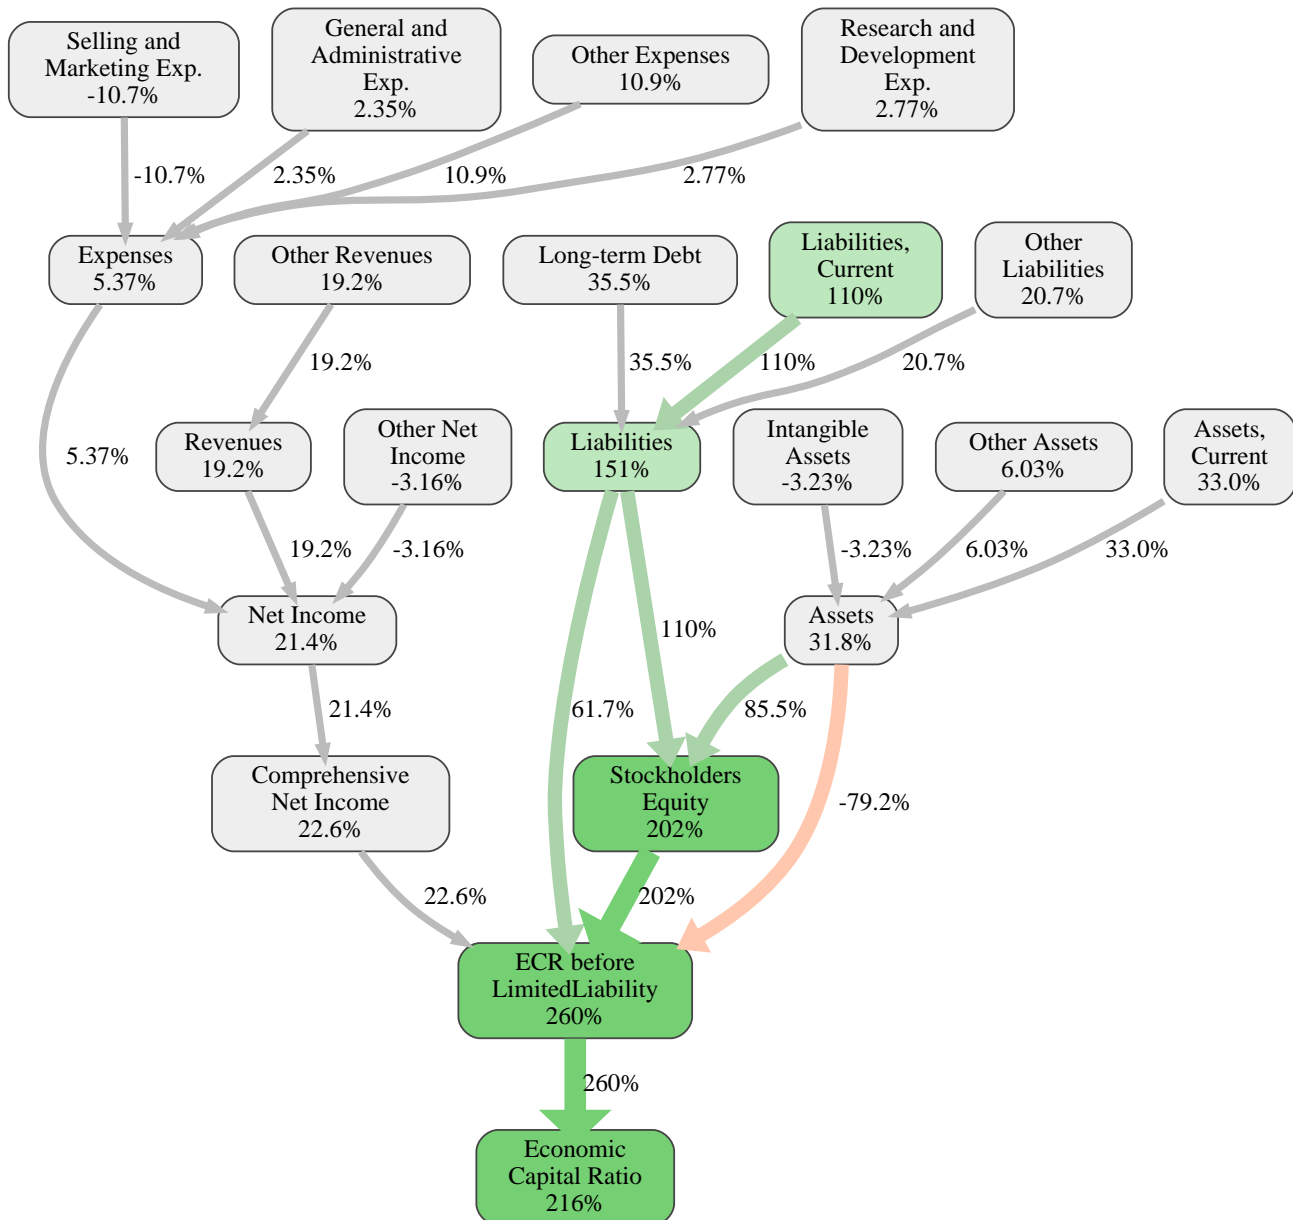 Selling and
Marketing Exp.
-10.7%
General and
Administrative
Exp.
2.35%
Other Expenses
10.9%
Research and
Development
Exp.
2.77%
-10.7%
2.35%
10.9%
2.77%
Expenses
5.37%
Other Revenues
19.2%
Long-term Debt
35.5%
Liabilities,
Current
110%
Other
Liabilities
20.7%
19.2%
35.5%
110%
20.7%
5.37%
Revenues
19.2%
Other Net
Income
-3.16%
Liabilities
151%
Intangible
Assets
-3.23%
Other Assets
6.03%
Assets,
Current
33.0%
19.2%
-3.16%
-3.23%
6.03%
33.0%
Net Income
21.4%
110%
Assets
31.8%
21.4%
61.7%
85.5%
Comprehensive
Net Income
22.6%
Stockholders
Equity
202%
-79.2%
22.6%
202%
ECR before
LimitedLiability
260%
260%
Economic
Capital Ratio
216%